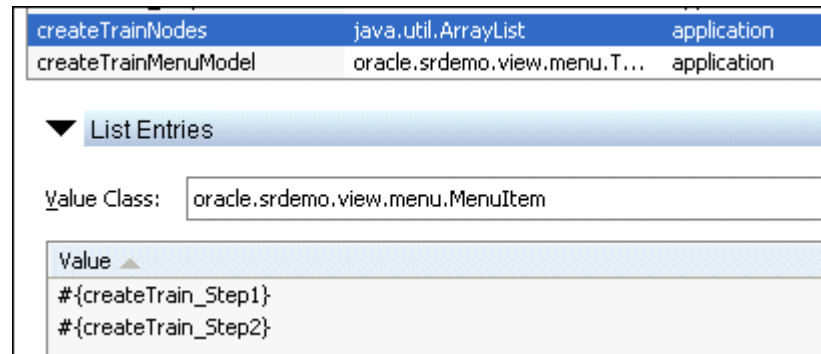 createTrainNodes java.util.ArrayList application
createTrainMenuModel oracle.srdemo.view.menu.T... application
List Entries
Value Class: oracle.srdemo.view.menu.MenuItem
Value
#{createTrain_Step1}
#{createTrain_Step2}